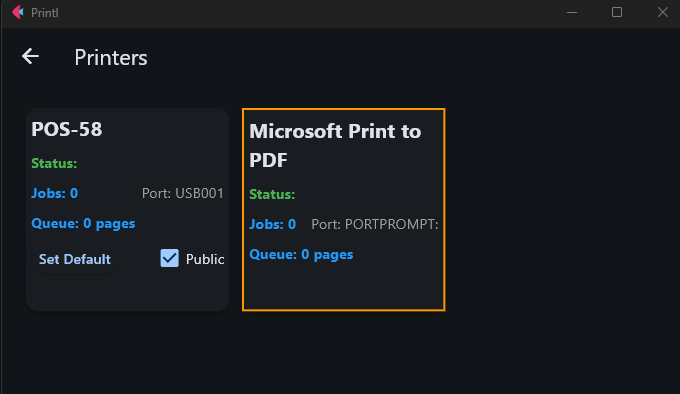 Printl
Printers
POS-58
Status:
Jobs: 0 Port: USB001
Queue: 0 pages
Set Default Public
Microsoft Print to
PDF
Status:
Jobs: 0 Port: PORTPROMPT:
Queue: 0 pages